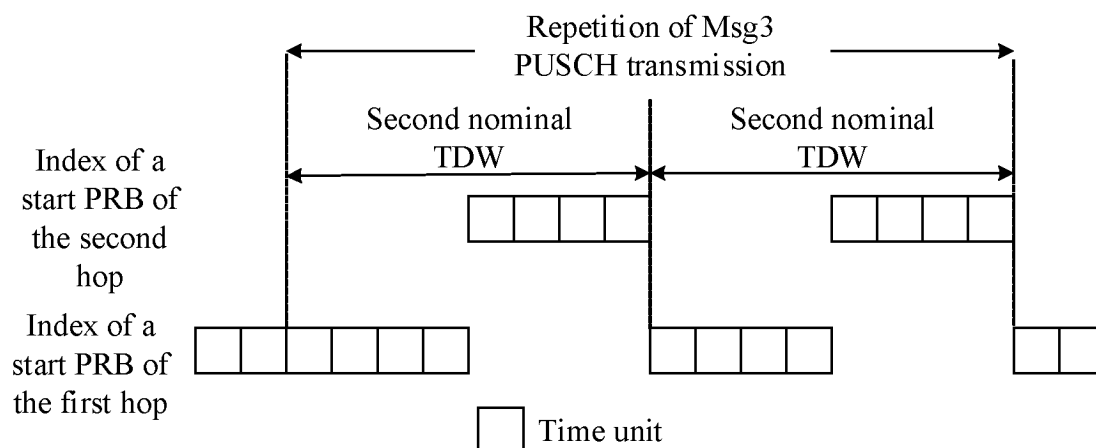 Repetition of Msg3
PUSCH transmission
Second nominal
TDW
Second nominal
TDW
Index of a
start PRB of
the second
hop
Index of a
start PRB of
the first hop
Time unit